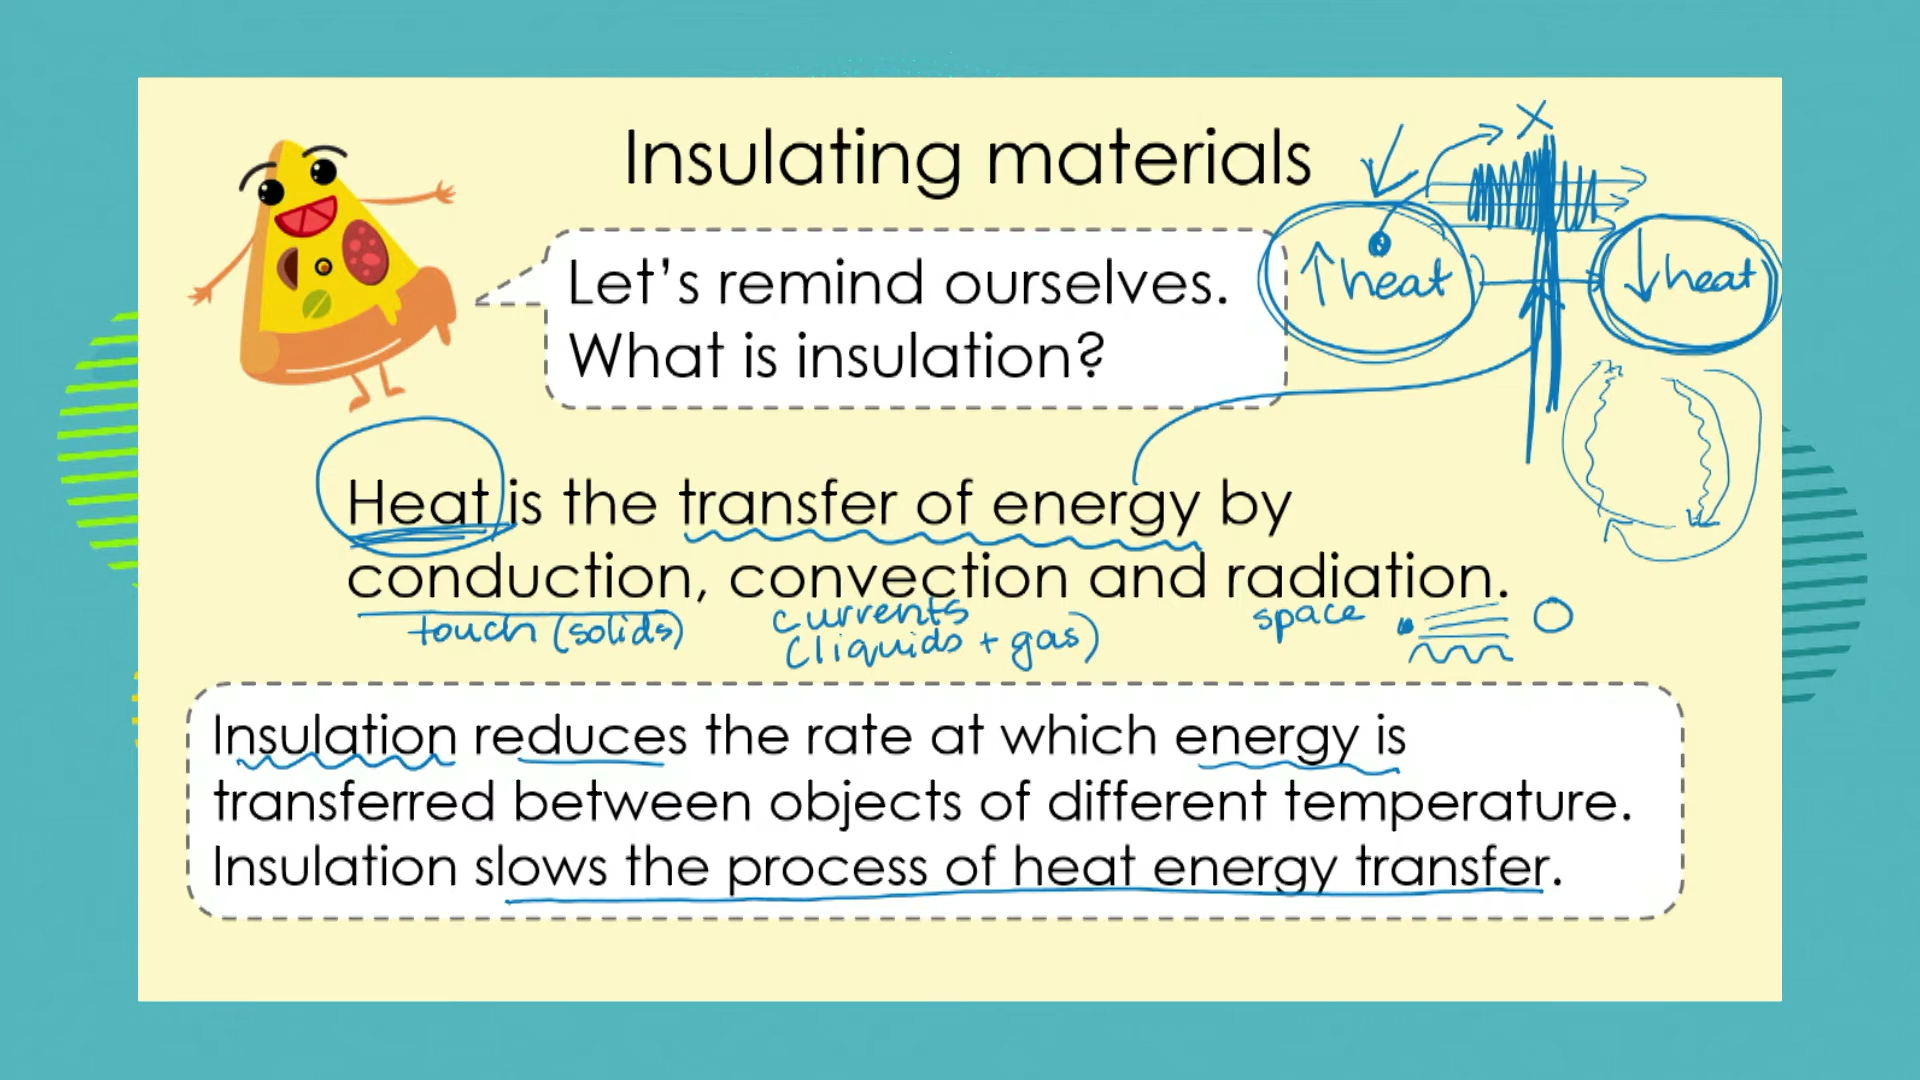 Insulating materials
X
Let's remind ourselves.
What is insulation?
↑heat
↓heat
Heat is the transfer of energy by
conduction, convection and radiation.
touch (solids)
currents
(liquids + gas)
space
Insulation reduces the rate at which energy is
transferred between objects of different temperature.
Insulation slows the process of heat energy transfer.